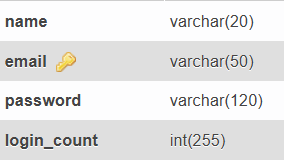 name varchar(20)
email varchar(50)
password varchar(120)
login_count int(255)